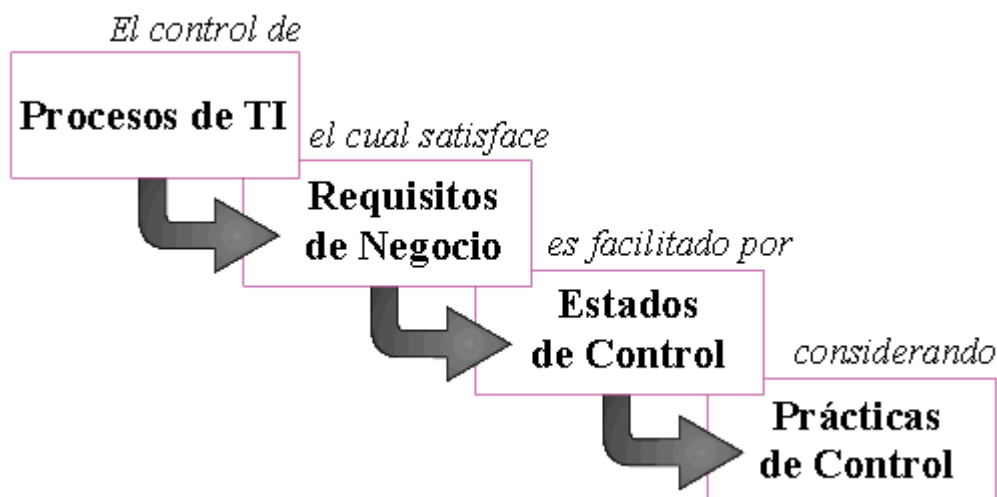 El control de
Procesos de TI
el cual satisface
Requisitos
de Negocio
es facilitado por
Estados
de Control
considerando
Prácticas
de Control